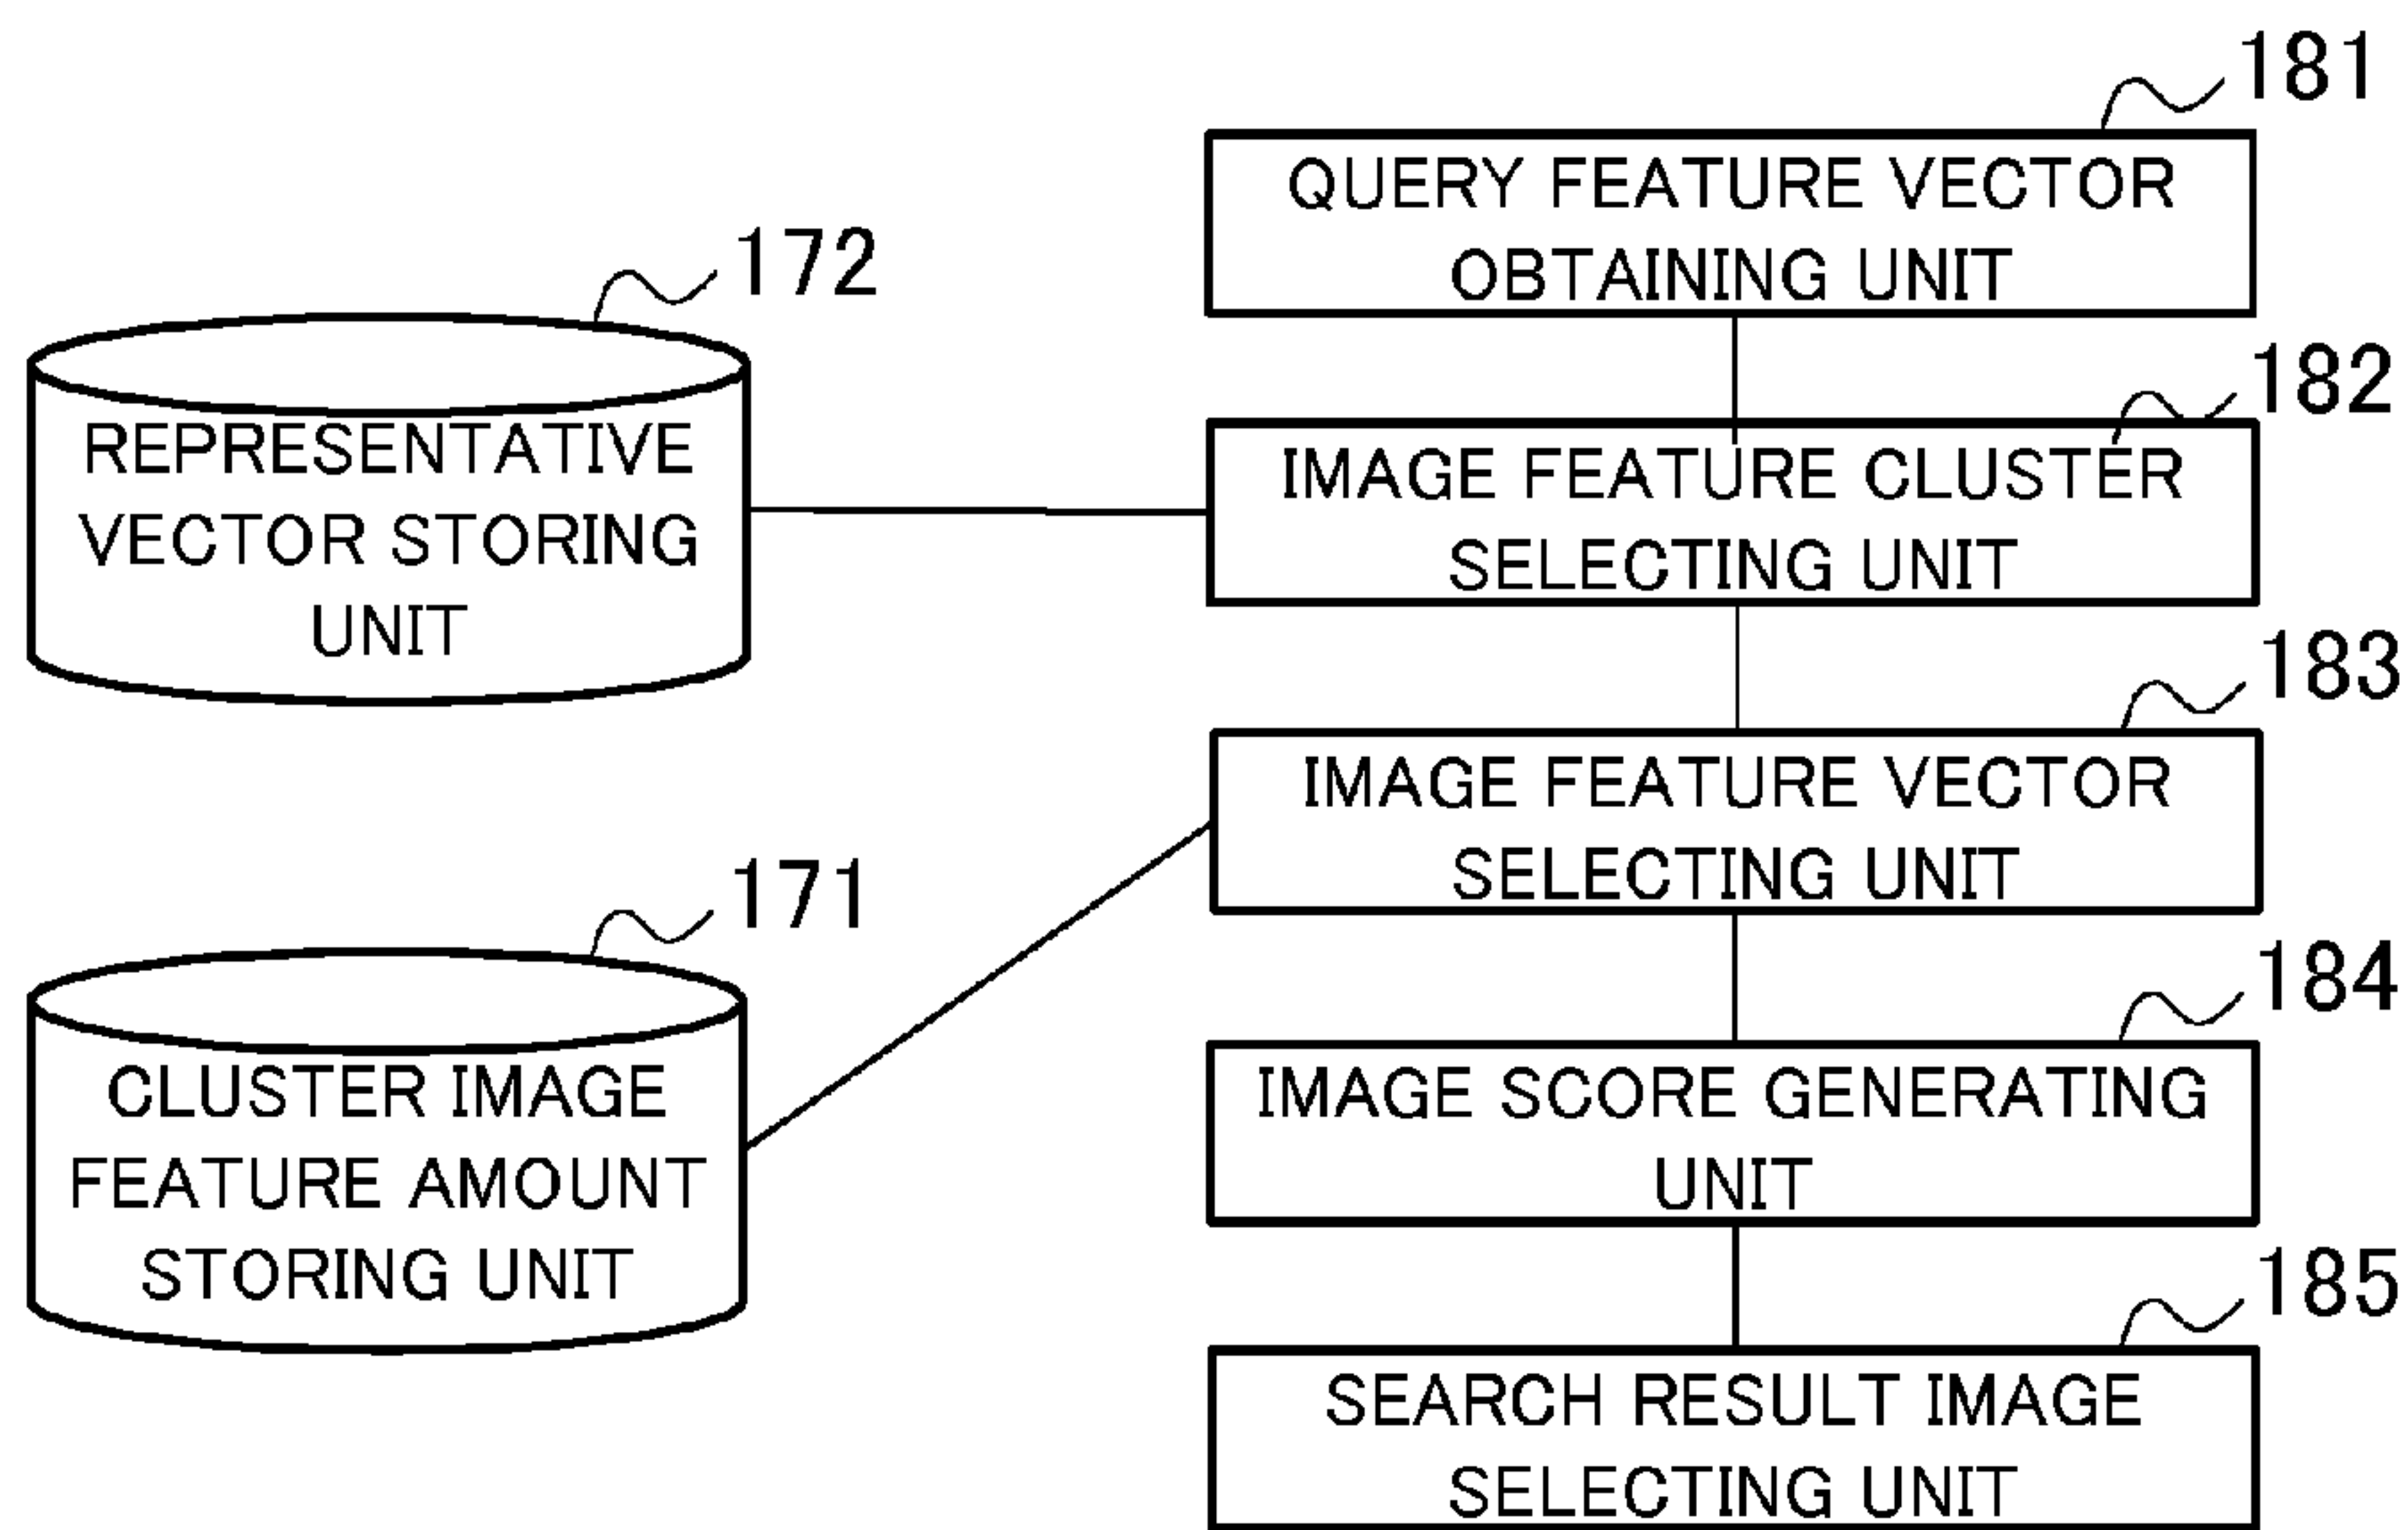 181
QUERY FEATURE VECTOR
OBTAINING UNIT
172
REPRESENTATIVE
VECTOR STORING
UNIT
182
IMAGE FEATURE CLUSTER
SELECTING UNIT
183
IMAGE FEATURE VECTOR
SELECTING UNIT
171
CLUSTER IMAGE
FEATURE AMOUNT
STORING UNIT
184
IMAGE SCORE GENERATING
UNIT
185
SEARCH RESULT IMAGE
SELECTING UNIT